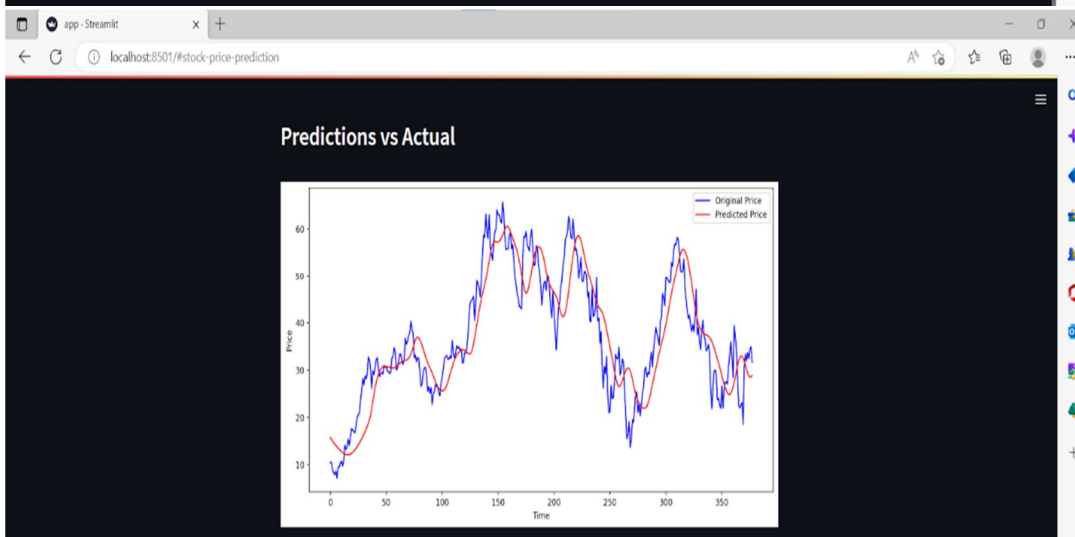 app - Streamlit
localhost:8501/#stock-price-prediction
Predictions vs Actual
Original Price
Predicted Price
60
50
40
30
20
10
Price
0 50 100 150 200 250 300 350
Time